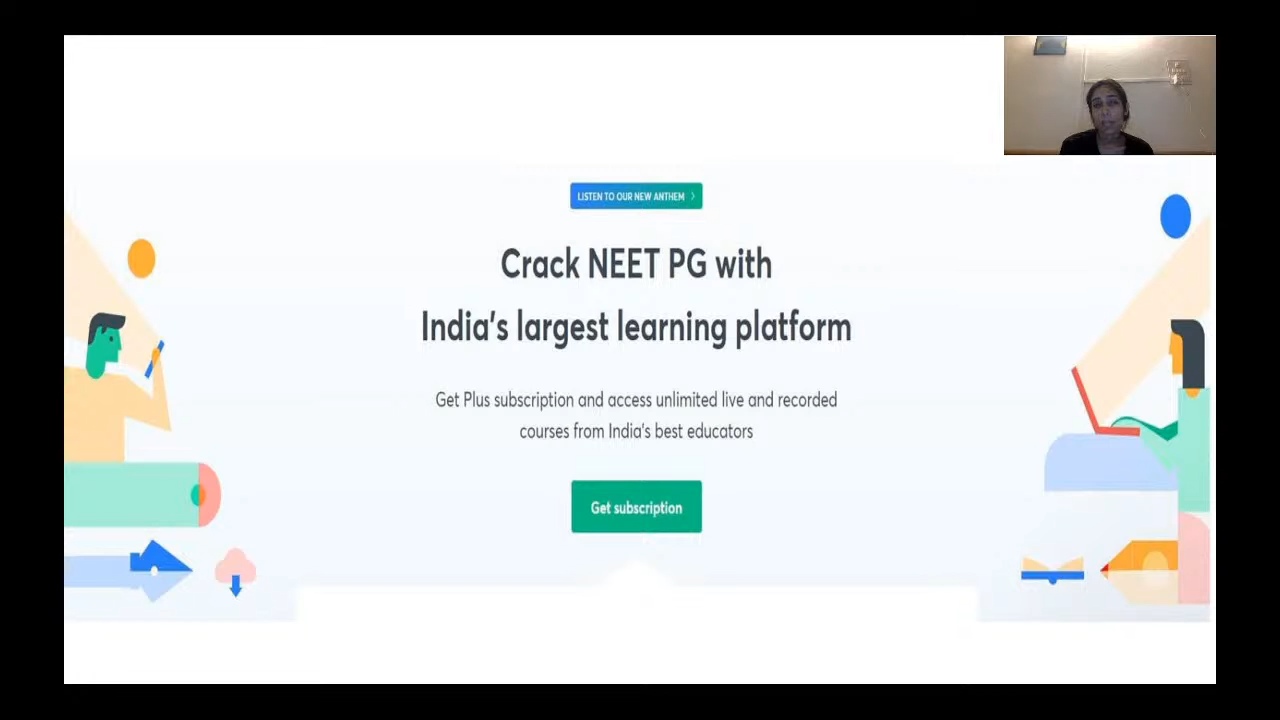 LISTEN TO OUR NEW ANTHEM >
Crack NEET PG with
India's largest learning platform
Get Plus subscription and access unlimited live and recorded
courses from India's best educators
Get subscription